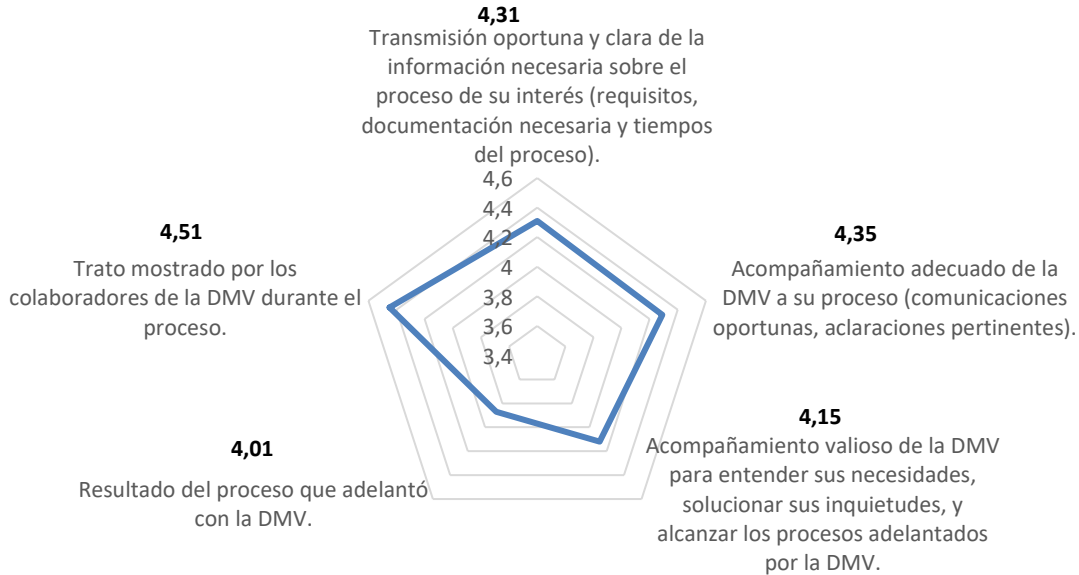 4,31
Transmisión oportuna y clara de la
información necesaria sobre el
proceso de su interés (requisitos,
documentación necesaria y tiempos
del proceso).
4,6
4,4
4,2
4
3,8
3,6
3,4
4,51
Trato mostrado por los
colaboradores de la DMV durante el
proceso.
4,35
Acompañamiento adecuado de la
DMV a su proceso (comunicaciones
oportunas, aclaraciones pertinentes).
4,01
Resultado del proceso que adelantó
con la DMV.
4,15
Acompañamiento valioso de la DMV
para entender sus necesidades,
solucionar sus inquietudes, y
alcanzar los procesos adelantados
por la DMV.